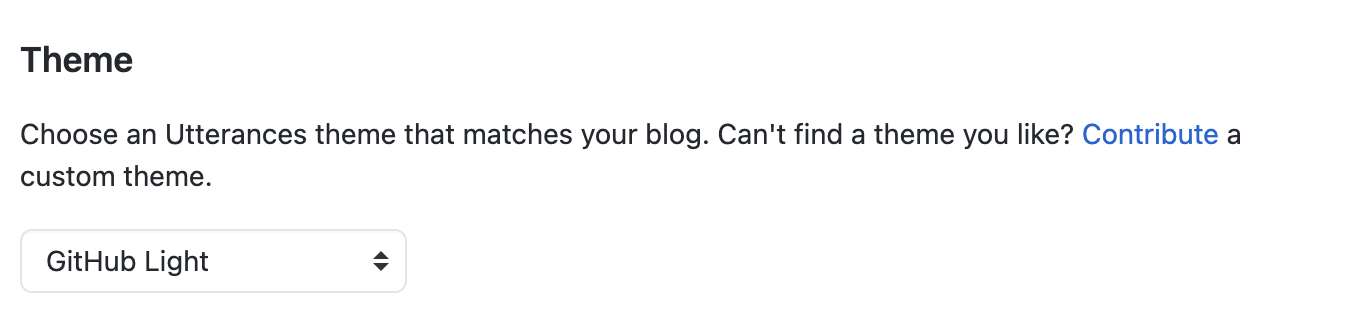 Theme
Choose an Utterances theme that matches your blog. Can't find a theme you like? Contribute a
custom theme.
GitHub Light